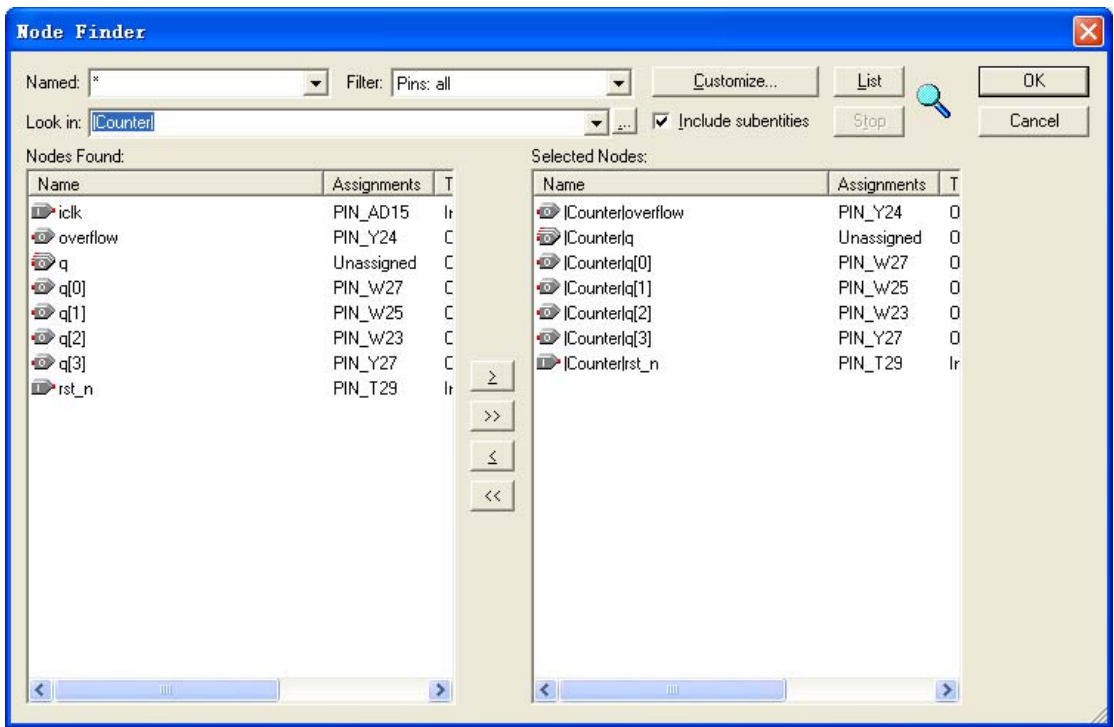 Node Finder
Named: * Filter: Pins: all Customize... List OK
Look in: |Counter| ... Include subentities Stop Cancel
Nodes Found: Selected Nodes:
Name Assignments T Name Assignments T
iclk PIN_AD15 |Counter|overflow PIN_Y24 O
overflow PIN_Y24 |Counter|q Unassigned O
q Unassigned |Counter|q[0] PIN_W27 O
q[0] PIN_W27 |Counter|q[1] PIN_W25 O
q[1] PIN_W25 |Counter|q[2] PIN_W23 O
q[2] PIN_W23 |Counter|q[3] PIN_Y27 O
q[3] PIN_Y27 |Counter|rst_n PIN_T29
rst_n PIN_T29
>
>>
<
<<